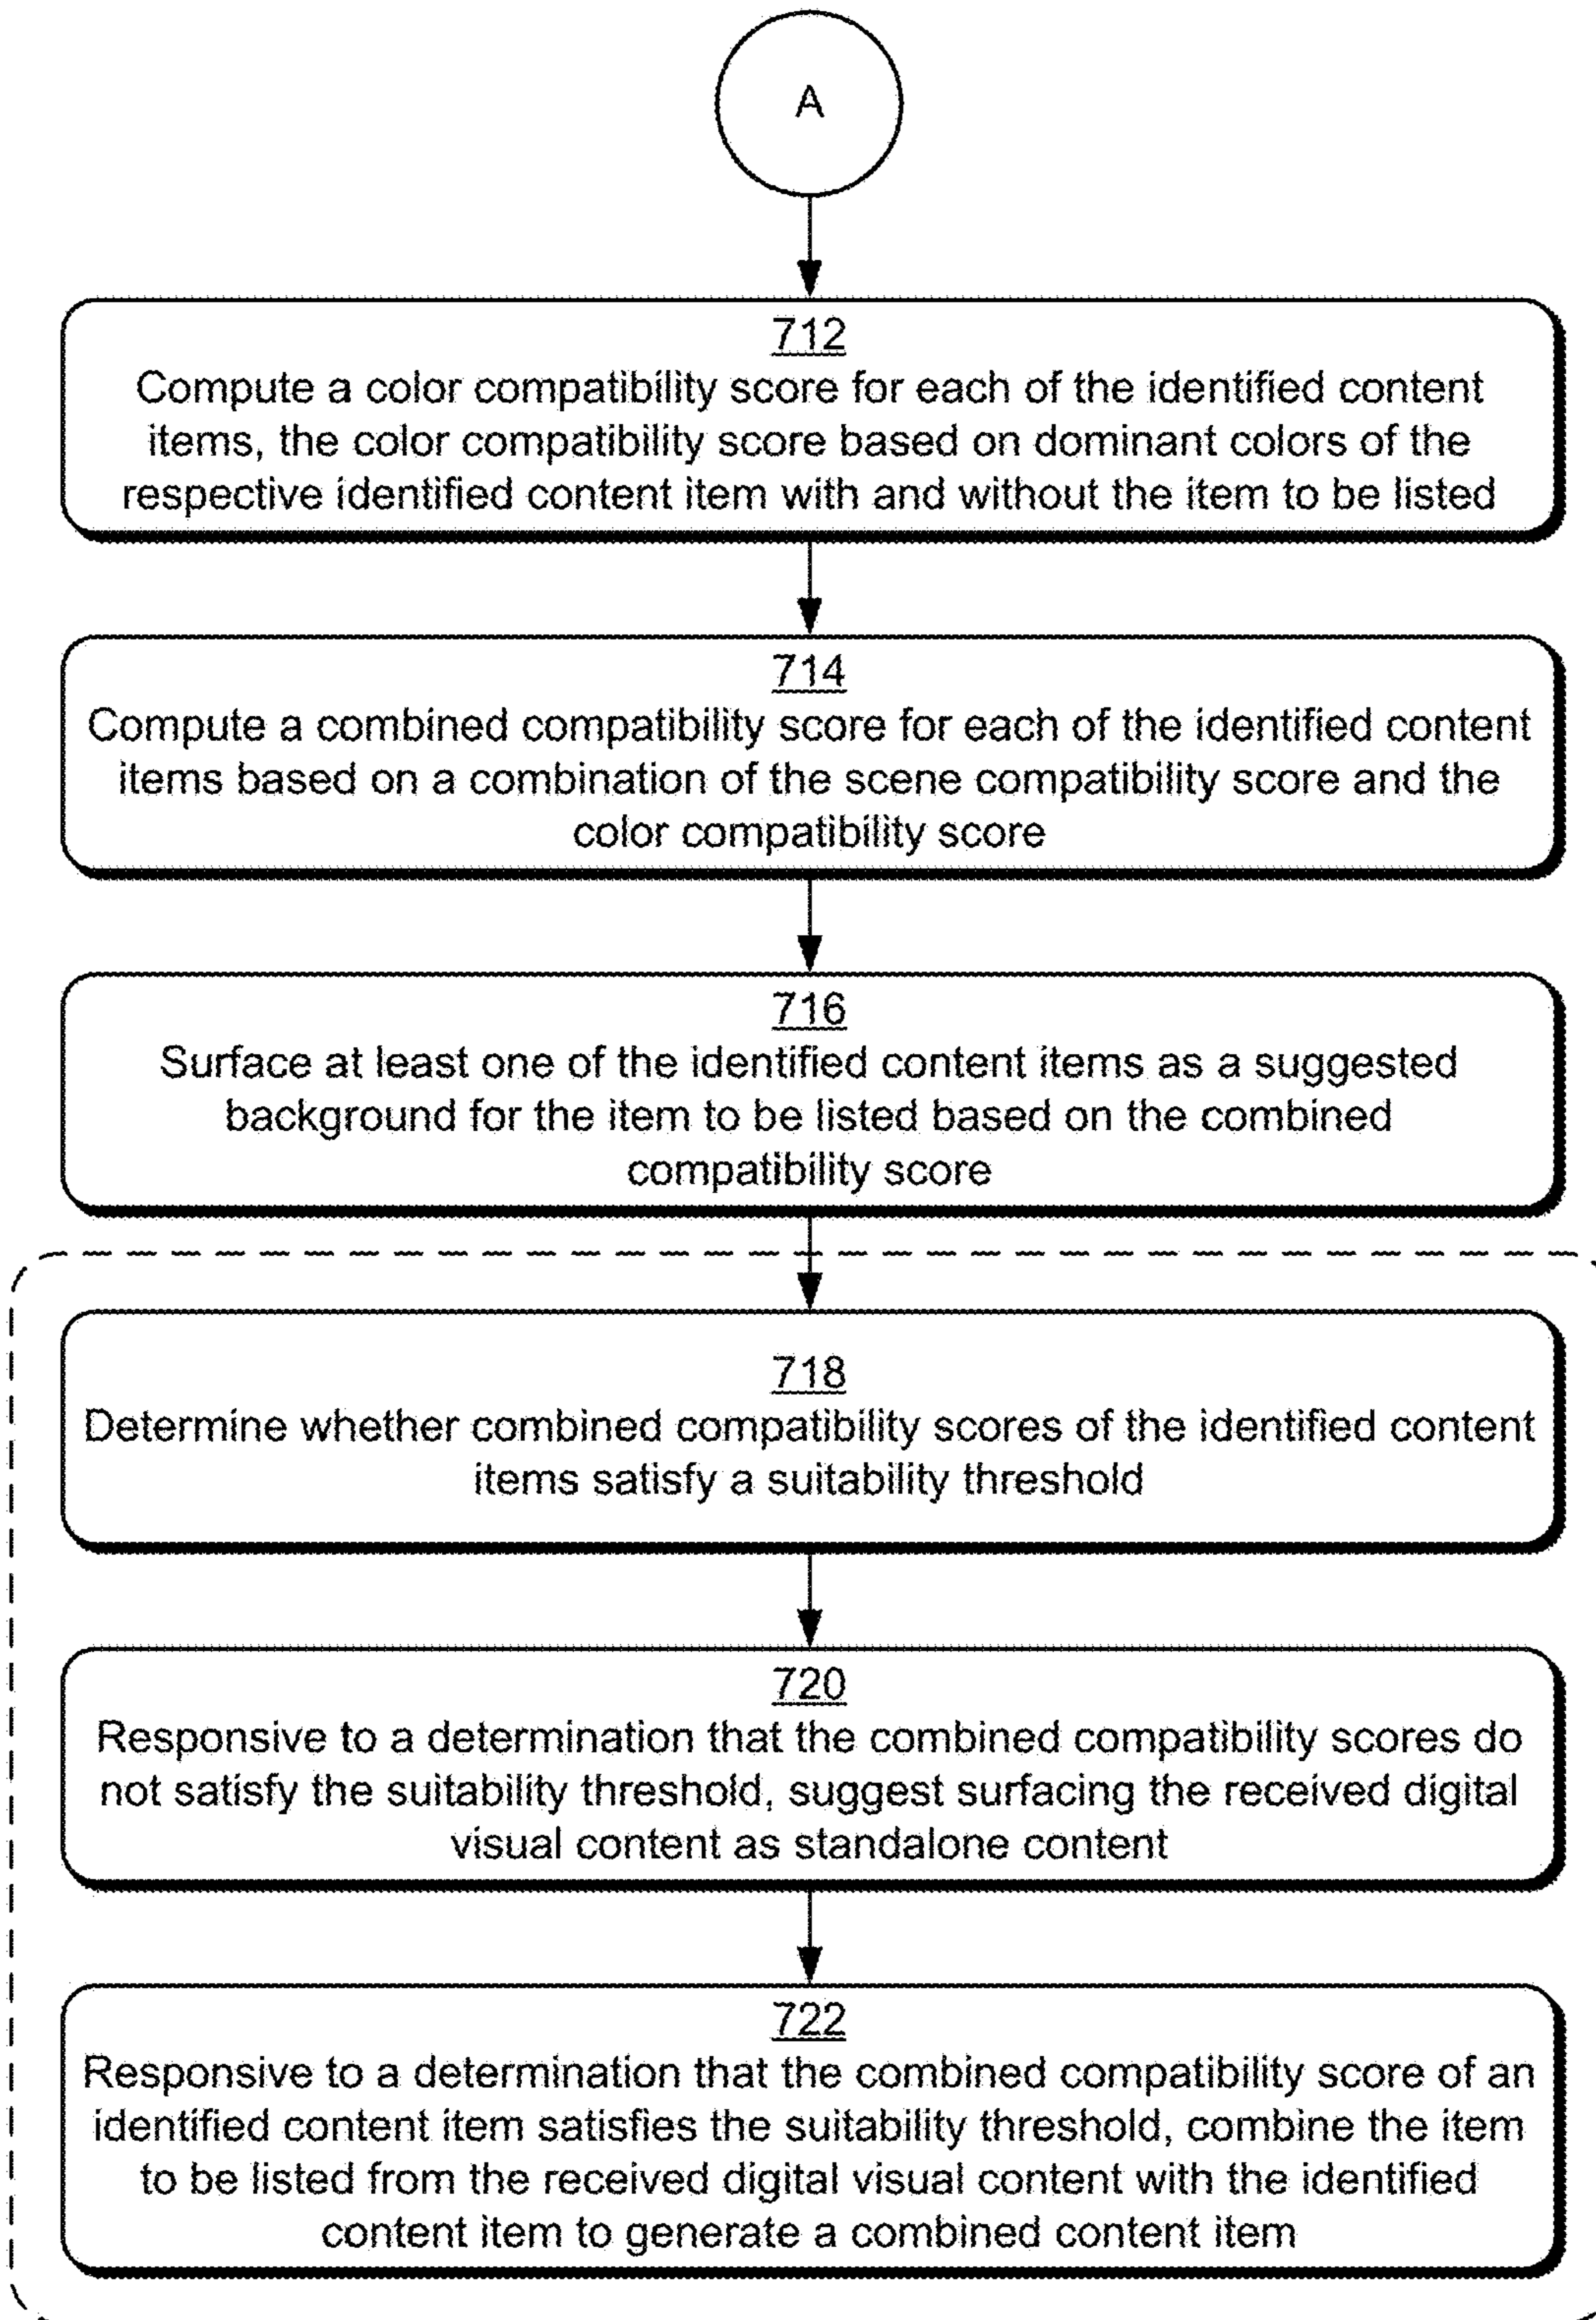 A
712
Compute a color compatibility score for each of the identified content
items, the color compatibility score based on dominant colors of the
respective identified content item with and without the item to be listed
714
Compute a combined compatibility score for each of the identified content
items based on a combination of the scene compatibility score and the
color compatibility score
716
Surface at least one of the identified content items as a suggested
background for the item to be listed based on the combined
compatibility score
718
Determine whether combined compatibility scores of the identified content
items satisfy a suitability threshold
720
Responsive to a determination that the combined compatibility scores do
not satisfy the suitability threshold, suggest surfacing the received digital
visual content as standalone content
722
Responsive to a determination that the combined compatibility score of an
identified content item satisfies the suitability threshold, combine the item
to be listed from the received digital visual content with the identified
content item to generate a combined content item